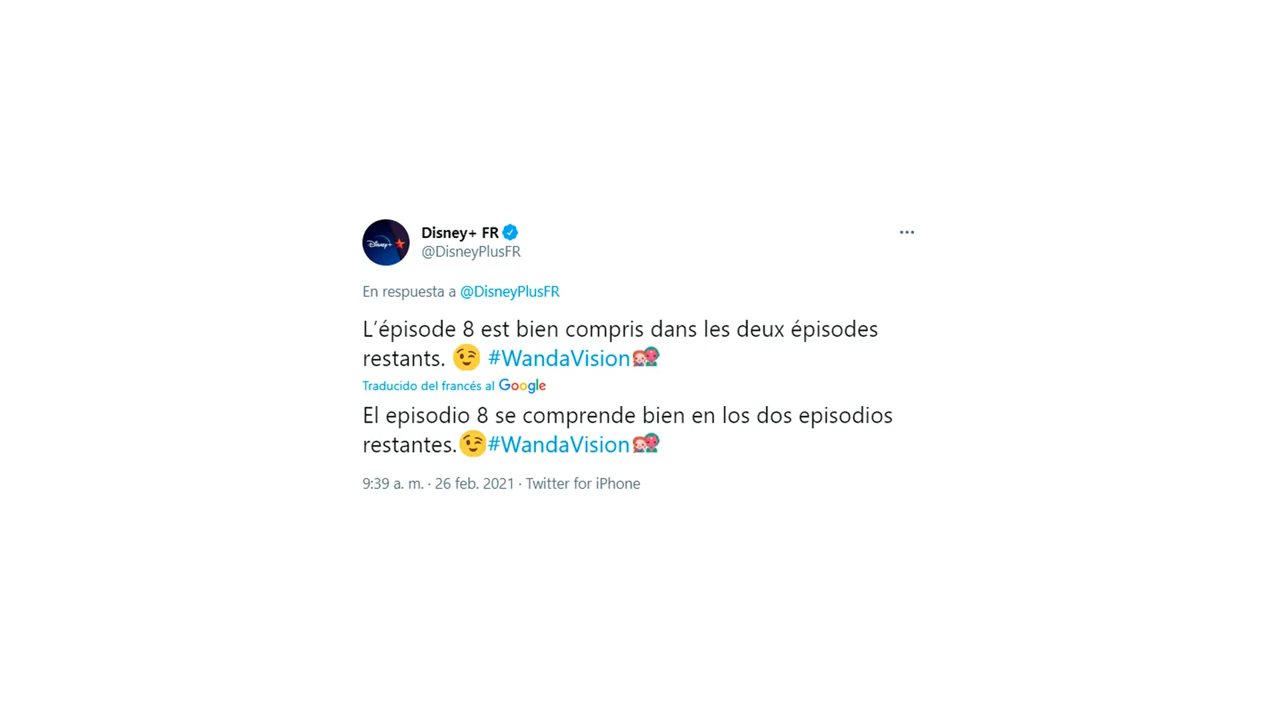 Disney+ FR
@DisneyPlusFR
Disney+
En respuesta a @DisneyPlusFR
L'épisode 8 est bien compris dans les deux épisodes
restants. 😉 #WandaVision
Traducido del francés al Google
El episodio 8 se comprende bien en los dos episodios
restantes.😉#WandaVision
9:39 a. m. · 26 feb. 2021 · Twitter for iPhone